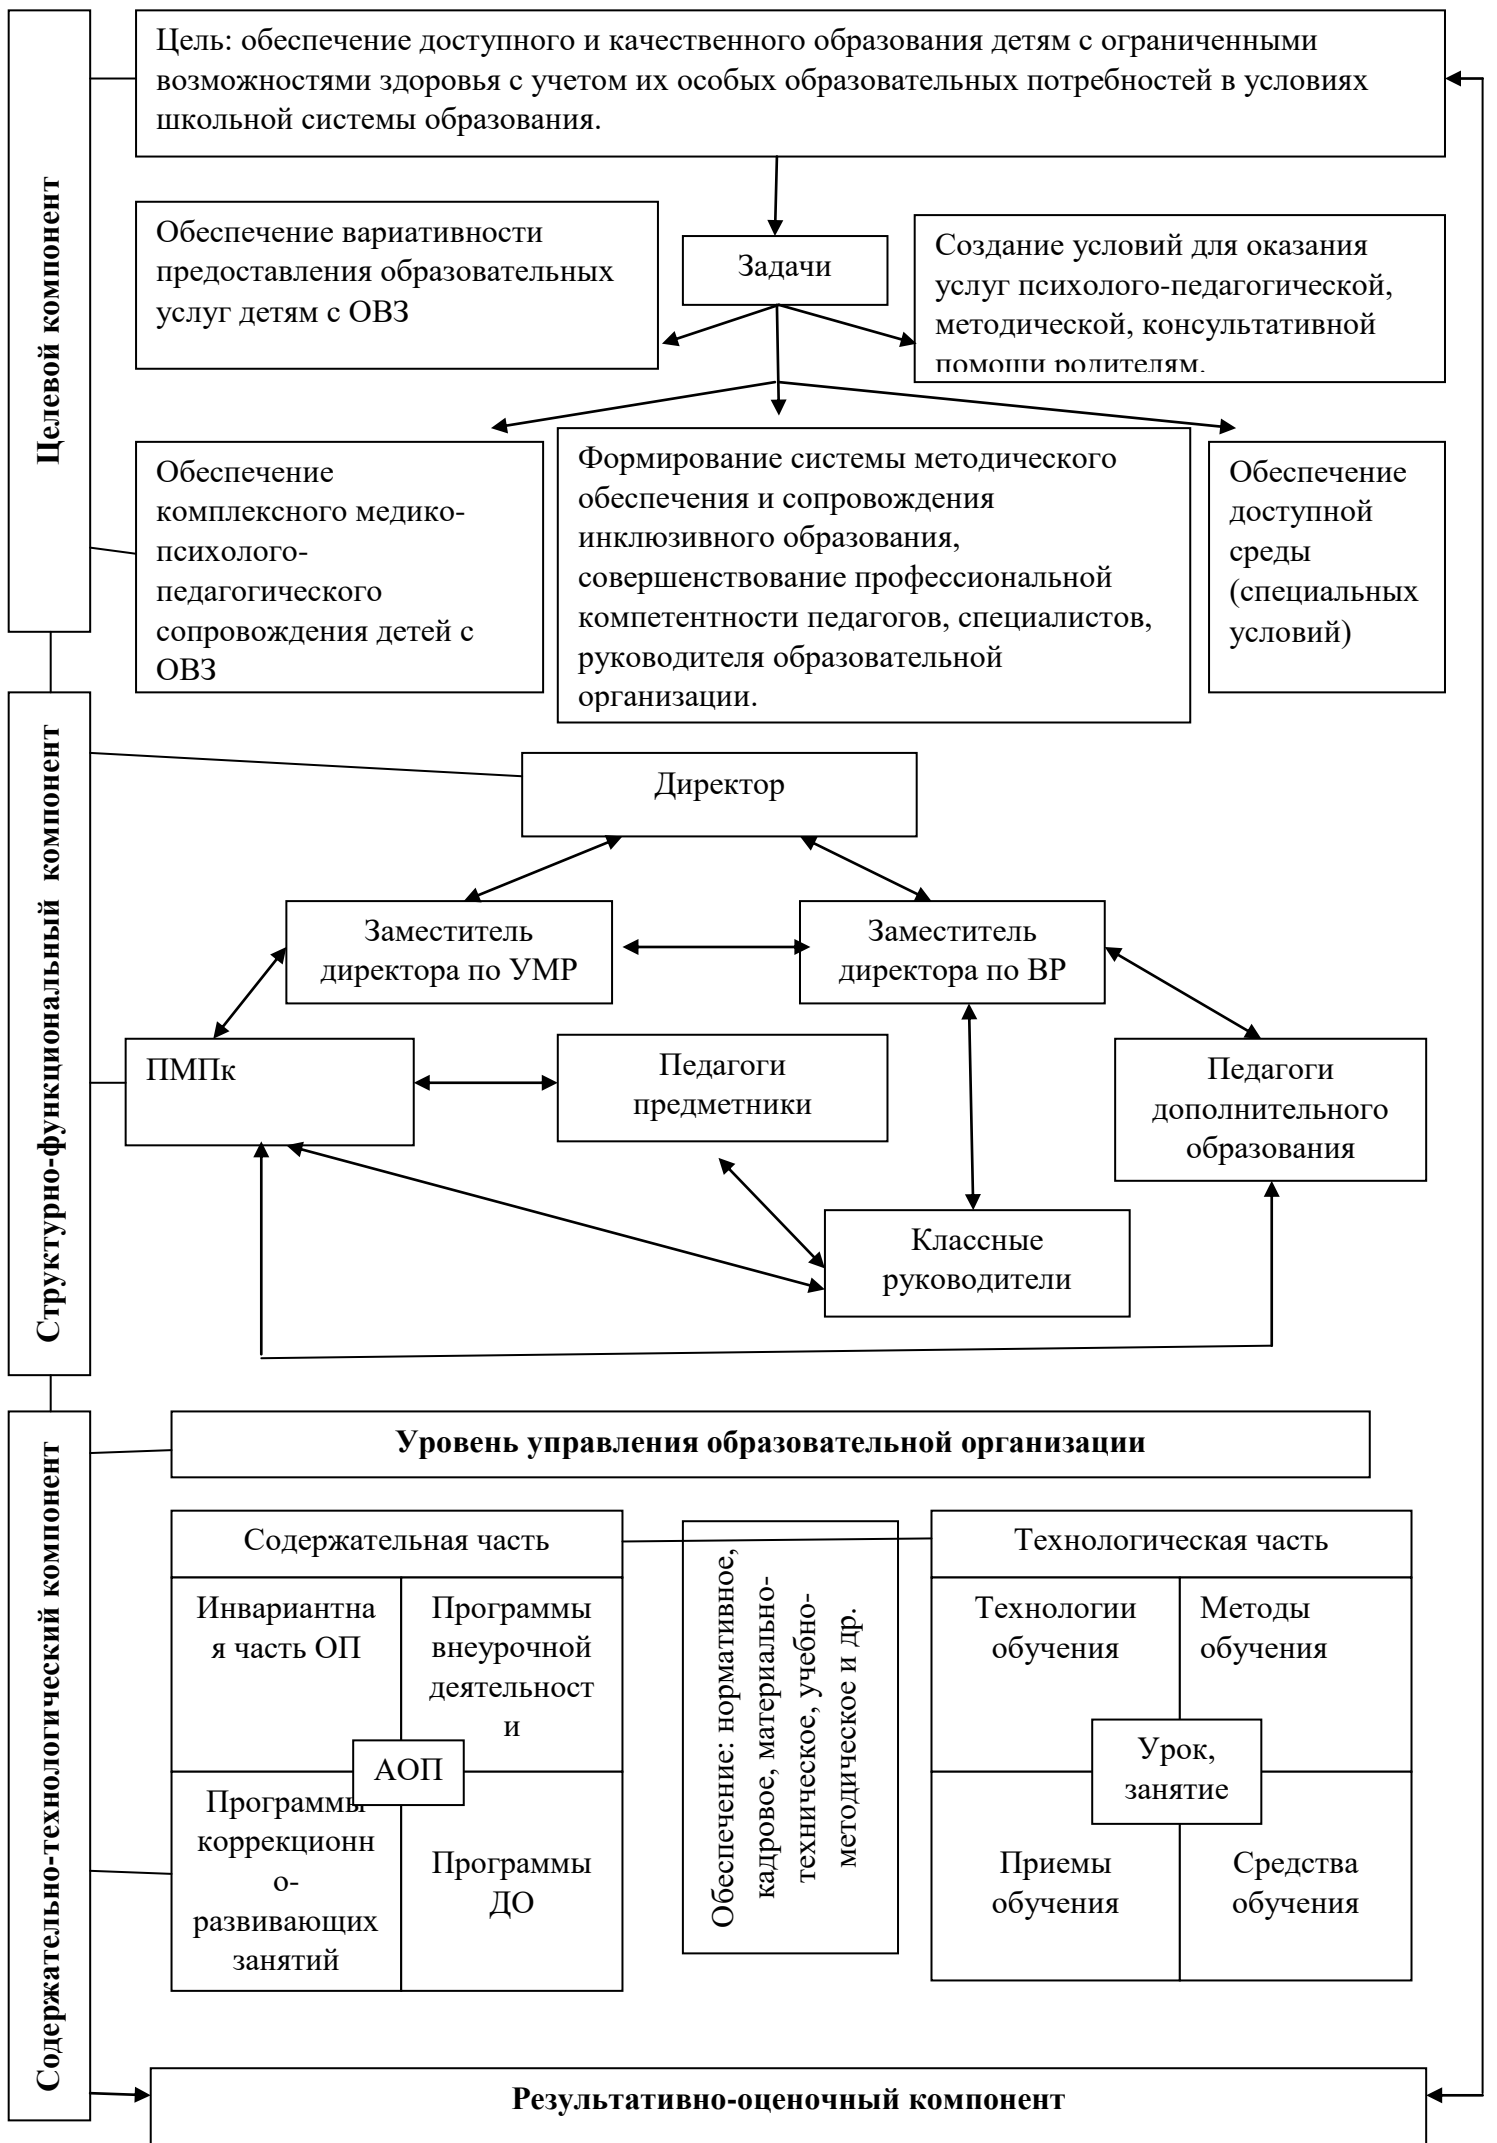 Целевой компонент
Цель: обеспечение доступного и качественного образования детям с ограниченными
возможностями здоровья с учетом их особых образовательных потребностей в условиях
школьной системы образования.
Обеспечение вариативности
предоставления образовательных
услуг детям с ОВЗ
Задачи
Создание условий для оказания
услуг психолого-педагогической,
методической, консультативной
помощи родителям.
Обеспечение
комплексного медико-
психолого-
педагогического
сопровождения детей с
ОВЗ
Формирование системы методического
обеспечения и сопровождения
инклюзивного образования,
совершенствование профессиональной
компетентности педагогов, специалистов,
руководителя образовательной
организации.
Обеспечение
доступной
среды
(специальных
условий)
Структурно-функциональный компонент
Директор
Заместитель
директора по УМР
Заместитель
директора по ВР
ПМПк
Педагоги
предметники
Педагоги
дополнительного
образования
Классные
руководители
Содержательно-технологический компонент
Уровень управления образовательной организации
Содержательная часть
Инвариантна
я часть ОП
Программы
внеурочной
деятельност
и
АОП
Программы
коррекционн
о-
развивающих
занятий
Программы
ДО
Обеспечение: нормативное,
кадровое, материально-
техническое, учебно-
методическое и др.
Технологическая часть
Технологии
обучения
Методы
обучения
Урок,
занятие
Приемы
обучения
Средства
обучения
Результативно-оценочный компонент